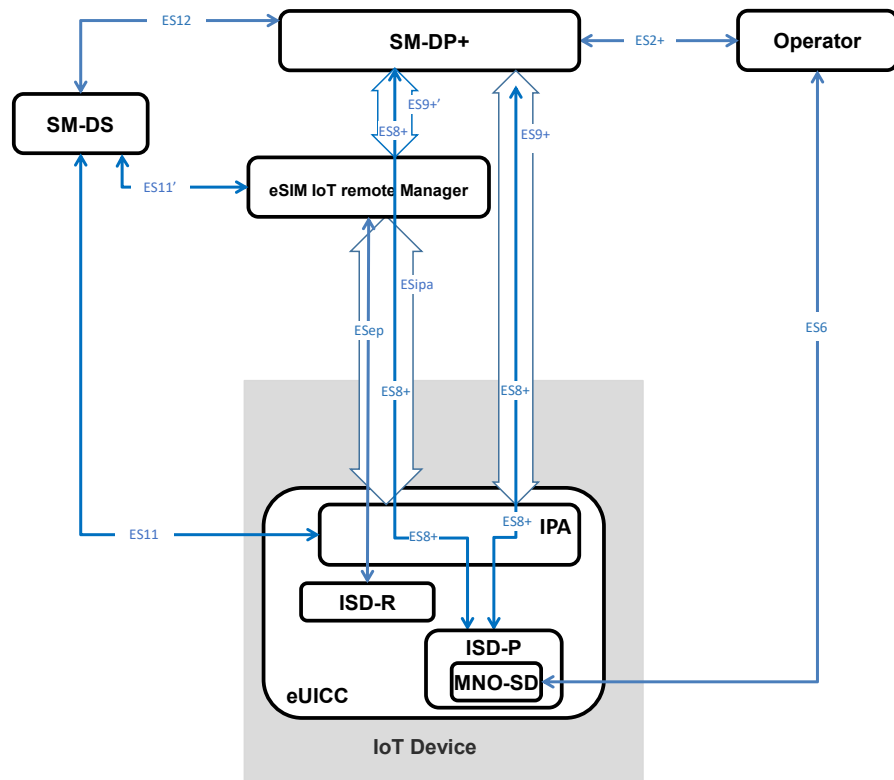 ES12
SM-DP+
ES2+
Operator
SM-DS
ES9+’
ES8+
ES9+
ES11’
eSIM IoT remote Manager
ESipa
ESep
ES6
ES8+
ES8+
ES11
ES8+
ES8+
IPA
ISD-R
ISD-P
MNO-SD
eUICC
IoT Device